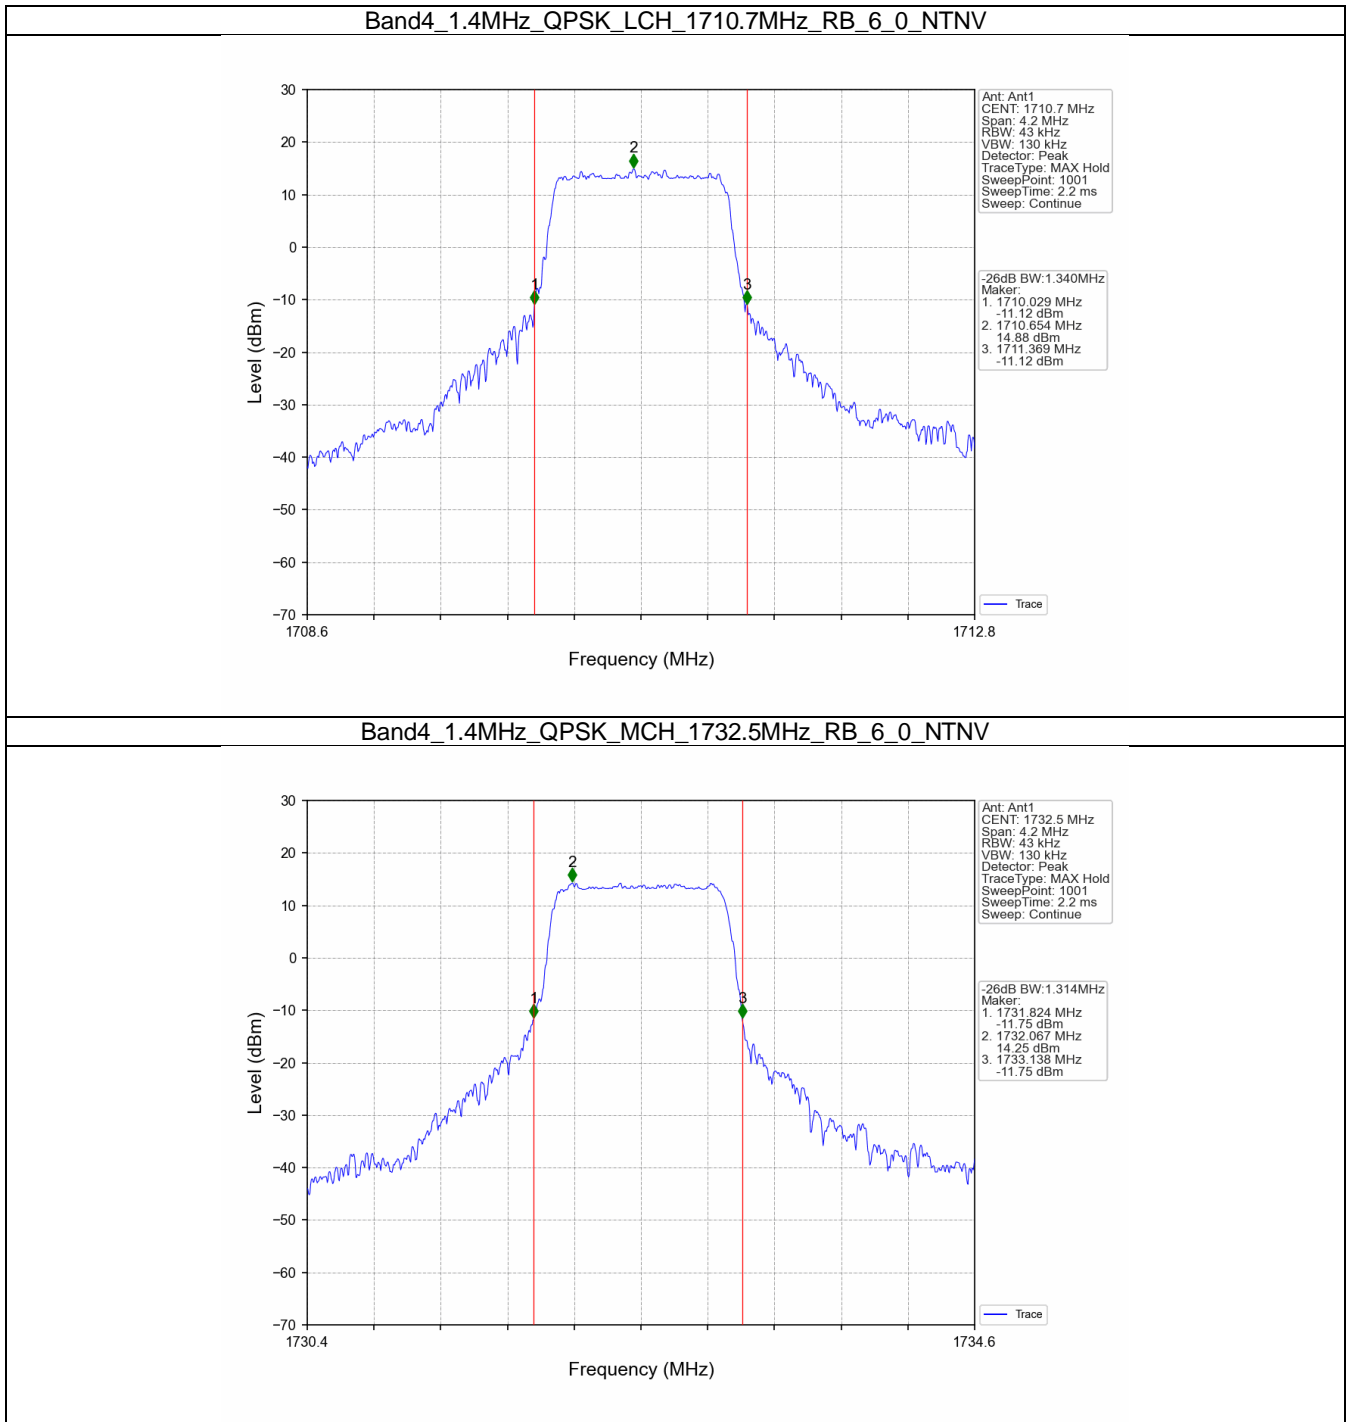 Band4_1.4MHz_QPSK_LCH_1710.7MHz_RB_6_0_NTNV
30
20
10
0
−10
−20
−30
−40
−50
−60
−70
Level (dBm)
1
2
3
1708.6
1712.8
Frequency (MHz)
Ant: Ant1
CENT: 1710.7 MHz
Span: 4.2 MHz
RBW: 43 kHz
VBW: 130 kHz
Detector: Peak
TraceType: MAX Hold
SweepPoint: 1001
SweepTime: 2.2 ms
Sweep: Continue
-26dB BW:1.340MHz
Maker:
1. 1710.029 MHz
-11.12 dBm
2. 1710.654 MHz
14.88 dBm
3. 1711.369 MHz
-11.12 dBm
Trace
Band4_1.4MHz_QPSK_MCH_1732.5MHz_RB_6_0_NTNV
30
20
10
0
−10
−20
−30
−40
−50
−60
−70
Level (dBm)
1
2
3
1730.4
1734.6
Frequency (MHz)
Ant: Ant1
CENT: 1732.5 MHz
Span: 4.2 MHz
RBW: 43 kHz
VBW: 130 kHz
Detector: Peak
TraceType: MAX Hold
SweepPoint: 1001
SweepTime: 2.2 ms
Sweep: Continue
-26dB BW:1.314MHz
Maker:
1. 1731.824 MHz
-11.75 dBm
2. 1732.067 MHz
14.25 dBm
3. 1733.138 MHz
-11.75 dBm
Trace